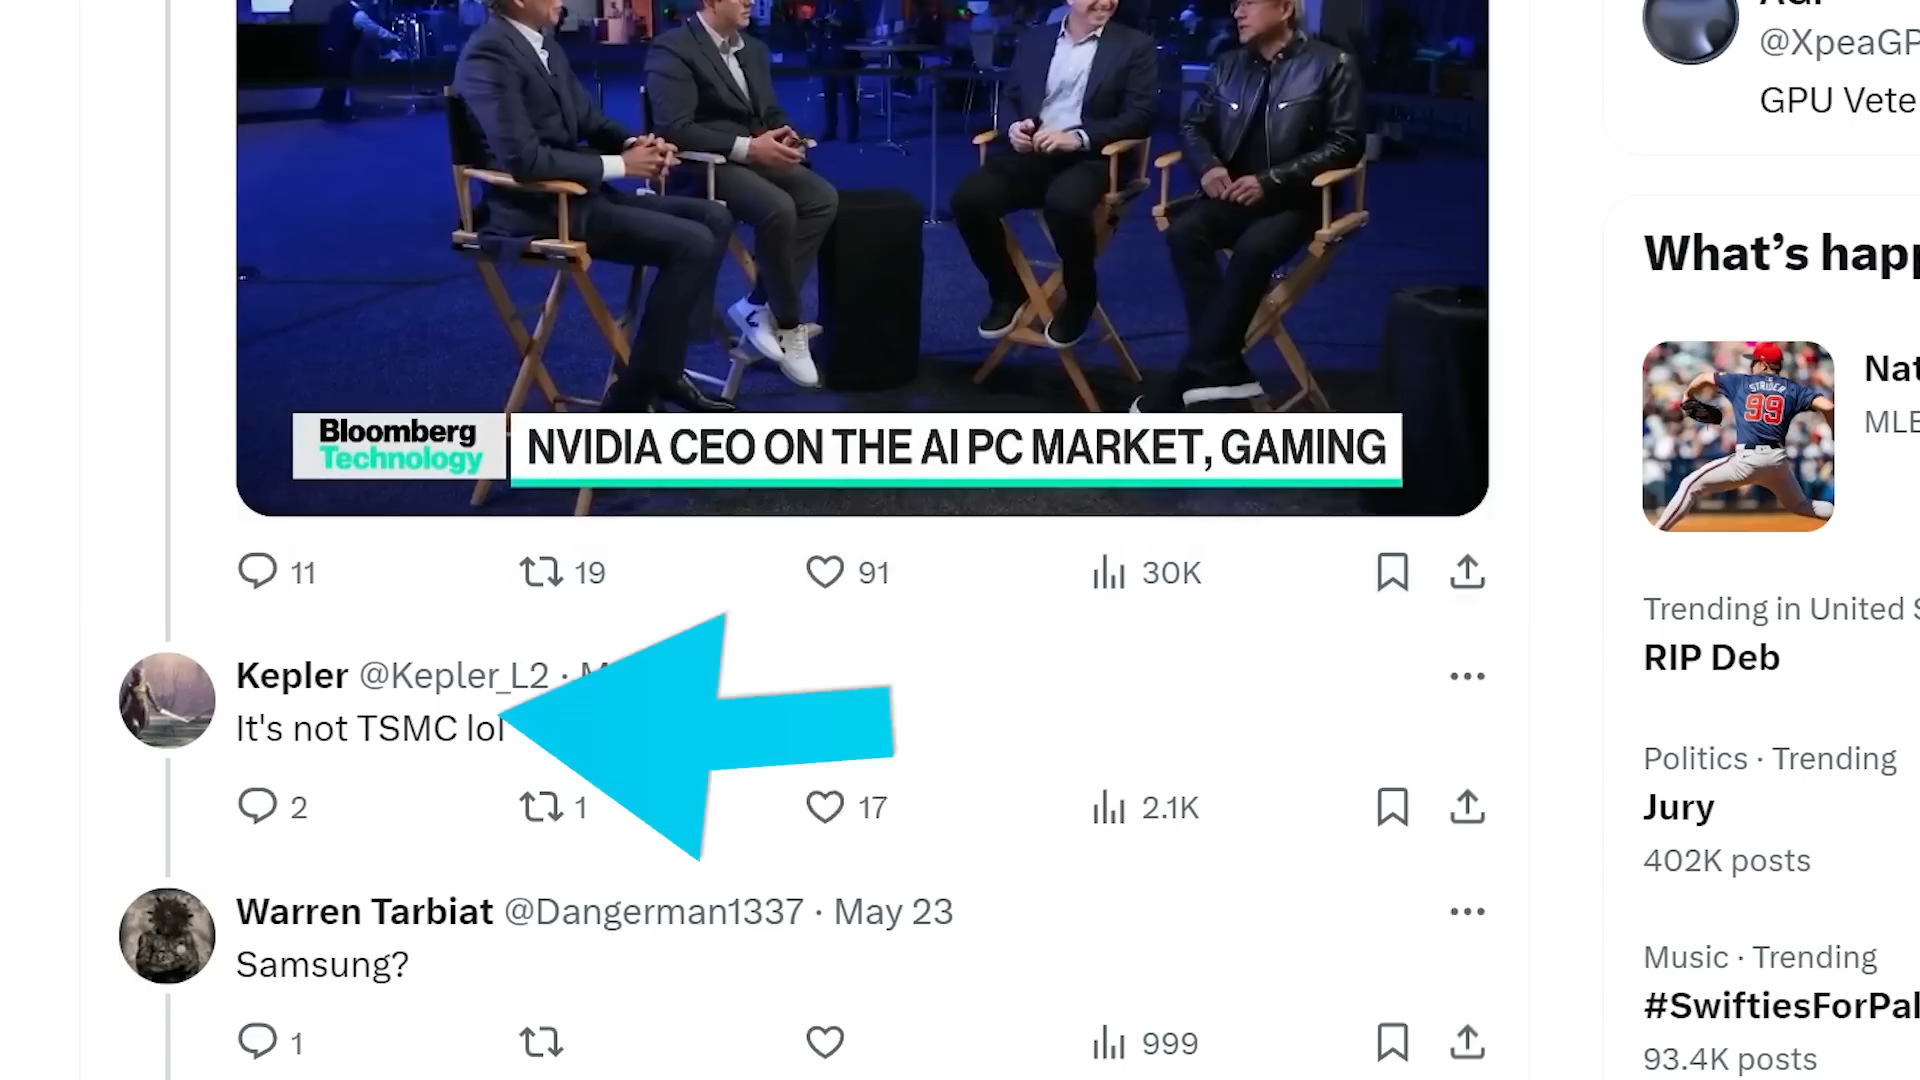 @XpeaGP
GPU Vete
STRIDER
99
Bloomberg
Technology
NVIDIA CEO ON THE AI PC MARKET, GAMING
11 19 91 30K
Kepler @Kepler_L2 ·
It's not TSMC lol
2 1 17 2.1K
Warren Tarbiat @Dangerman1337 · May 23
Samsung?
1 999
What's happ
Nat
MLB
Trending in United S
RIP Deb
Politics · Trending
Jury
402K posts
Music · Trending
#SwiftiesForPal
93.4K posts